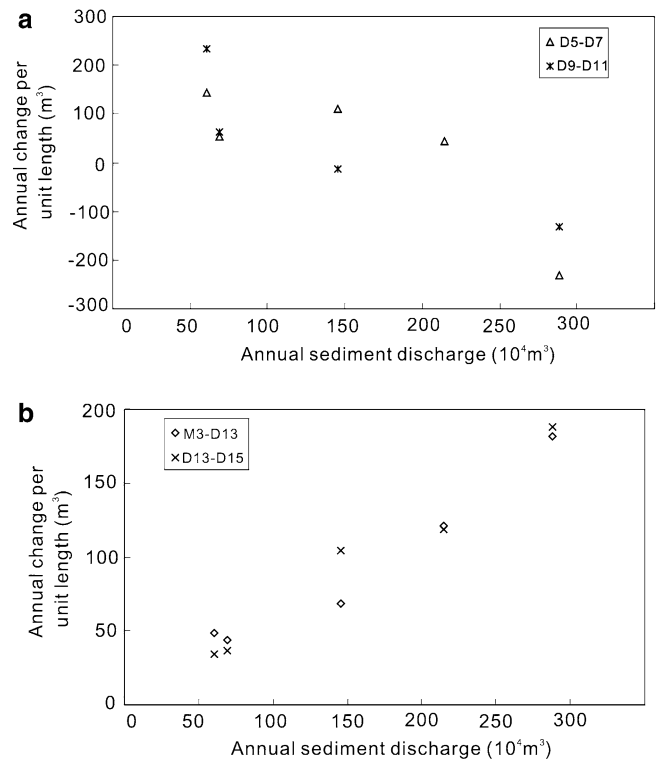 a
300
200
100
0
-100
-200
-300
Annual change per
unit length (m³)
△ D5-D7
D9-D11
0 50 100 150 200 250 300
Annual sediment discharge (10⁴m³)
b
200
150
100
50
0
Annual change per
unit length (m³)
◇ M3-D13
× D13-D15
0 50 100 150 200 250 300
Annual sediment discharge (10⁴m³)